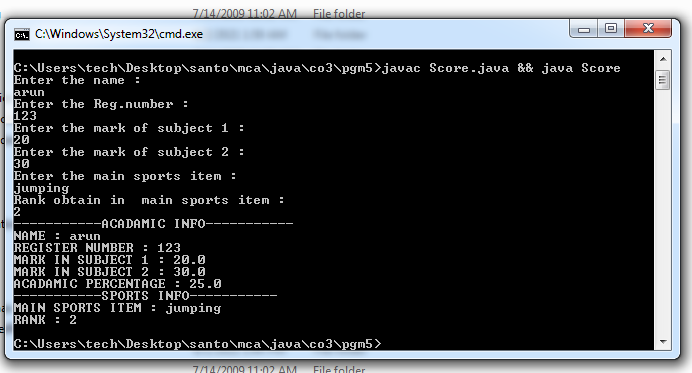 7/14/2009 11:02 AM File folder
C:\Windows\System32\cmd.exe
C:\Users\tech\Desktop\santo\mca\java\co3\pgm5>javac Score.java && java Score
Enter the name :
arun
Enter the Reg.number :
123
Enter the mark of subject 1 :
20
Enter the mark of subject 2 :
30
Enter the main sports item :
jumping
Rank obtain in  main sports item :
2
-----------ACADAMIC INFO-----------
NAME : arun
REGISTER NUMBER : 123
MARK IN SUBJECT 1 : 20.0
MARK IN SUBJECT 2 : 30.0
ACADAMIC PERCENTAGE : 25.0
-----------SPORTS INFO-----------
MAIN SPORTS ITEM : jumping
RANK : 2
C:\Users\tech\Desktop\santo\mca\java\co3\pgm5>
7/14/2009 11:02 AM File folder